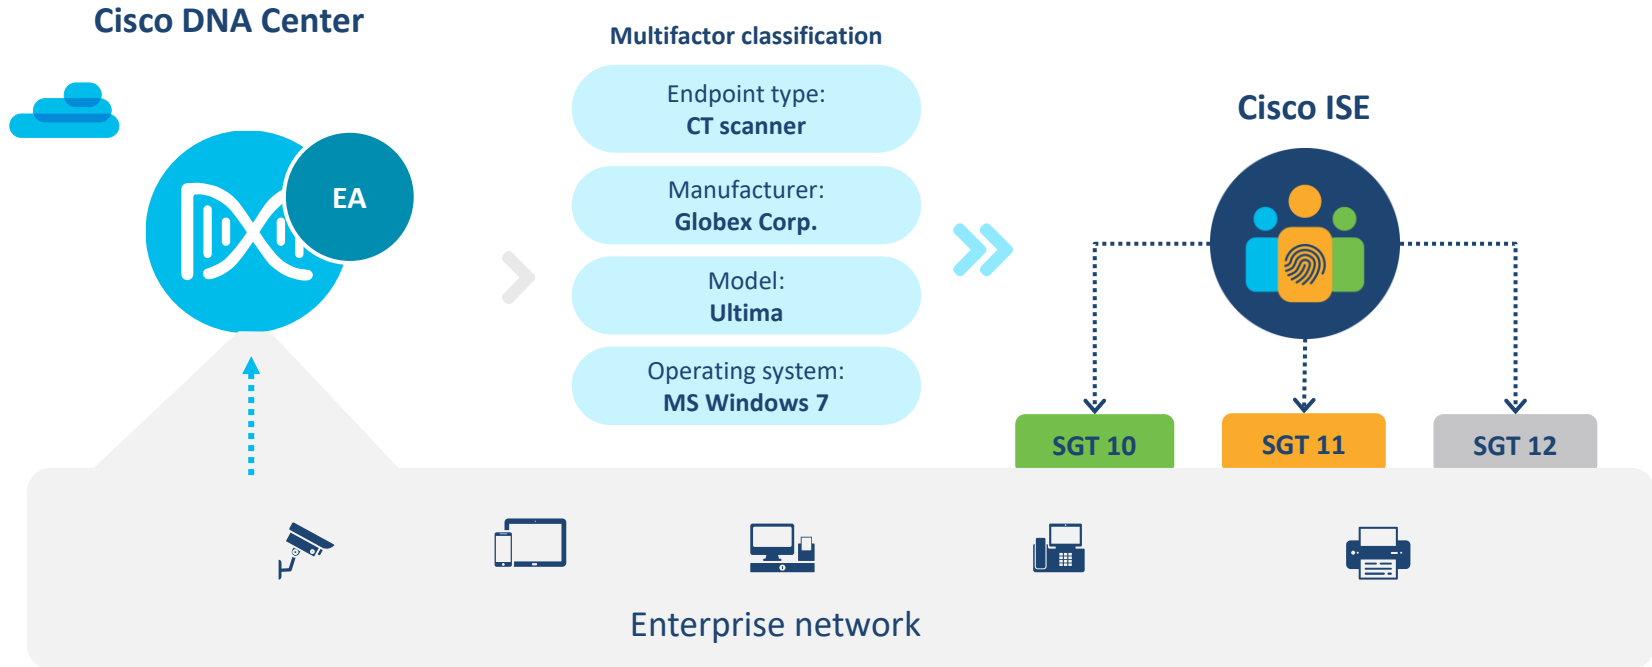 Cisco DNA Center
EA
Multifactor classification
Endpoint type:
CT scanner
Manufacturer:
Globex Corp.
Model:
Ultima
Operating system:
MS Windows 7
Cisco ISE
SGT 10
SGT 11
SGT 12
Enterprise network